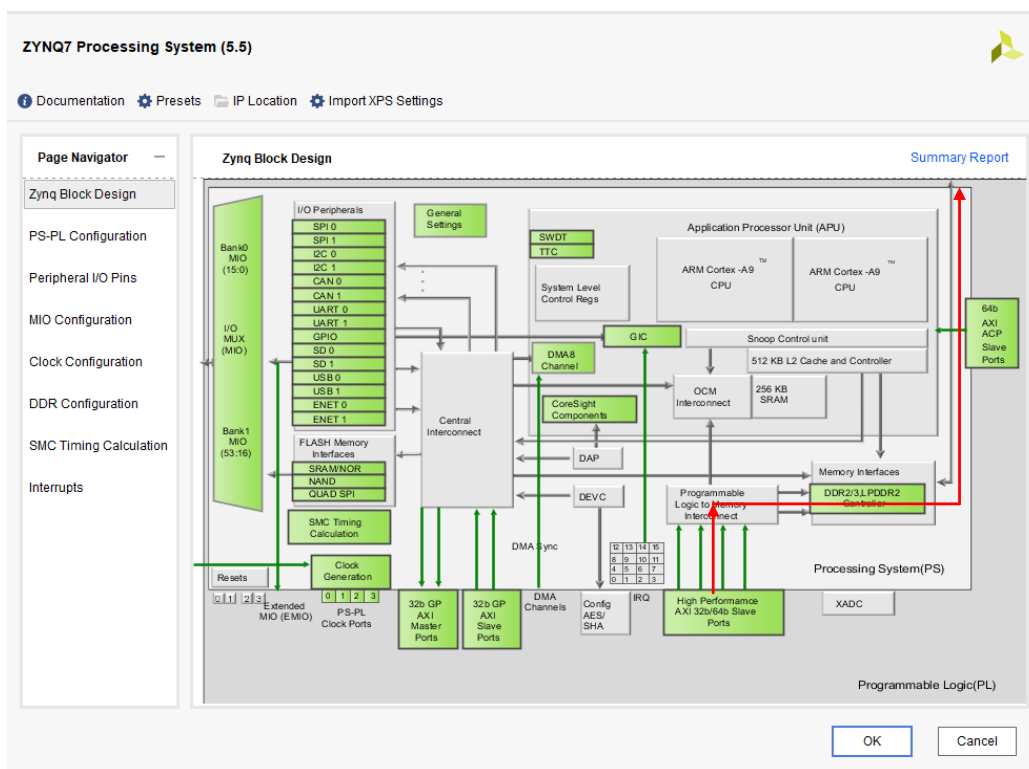 ZYNQ7 Processing System (5.5)
Documentation Presets IP Location Import XPS Settings
Page Navigator
Zynq Block Design
PS-PL Configuration
Peripheral I/O Pins
MIO Configuration
Clock Configuration
DDR Configuration
SMC Timing Calculation
Interrupts
Zynq Block Design
Summary Report
Bank0
MIO
(15:0)
I/O
MUX
(MIO)
Bank1
MIO
(53:16)
I/O Peripherals
SPI 0
SPI 1
I2C 0
I2C 1
CAN 0
CAN 1
UART 0
UART 1
GPIO
SD 0
SD 1
USB 0
USB 1
ENET 0
ENET 1
FLASH Memory
Interfaces
SRAM/NOR
NAND
QUAD SPI
SMC Timing
Calculation
General
Settings
Central
Interconnect
Application Processor Unit (APU)
SWDT
TTC
System Level
Control Regs
ARM Cortex -A9
TM
CPU
ARM Cortex -A9
TM
CPU
GIC
Snoop Control unit
512 KB L2 Cache and Controller
DMA8
Channel
OCM
Interconnect
256 KB
SRAM
CoreSight
Components
DAP
DEVC
Programmable
Logic to Memory
Interconnect
Memory Interfaces
DDR2/3,LPDDR2
Controller
64b
AXI
ACP
Slave
Ports
DMA Sync
12 13 14 15
8 9 10 11
4 5 6 7
0 1 2 3
Processing System(PS)
Resets
0 1 2 3
Clock
Generation
0 1 2 3
Extended
MIO (EMIO)
PS-PL
Clock Ports
32b GP
AXI
Master
Ports
32b GP
AXI
Slave
Ports
DMA
Channels
Config
AES/
SHA
IRQ
High Performamce
AXI 32b/64b Slave
Ports
XADC
Programmable Logic(PL)
OK
Cancel